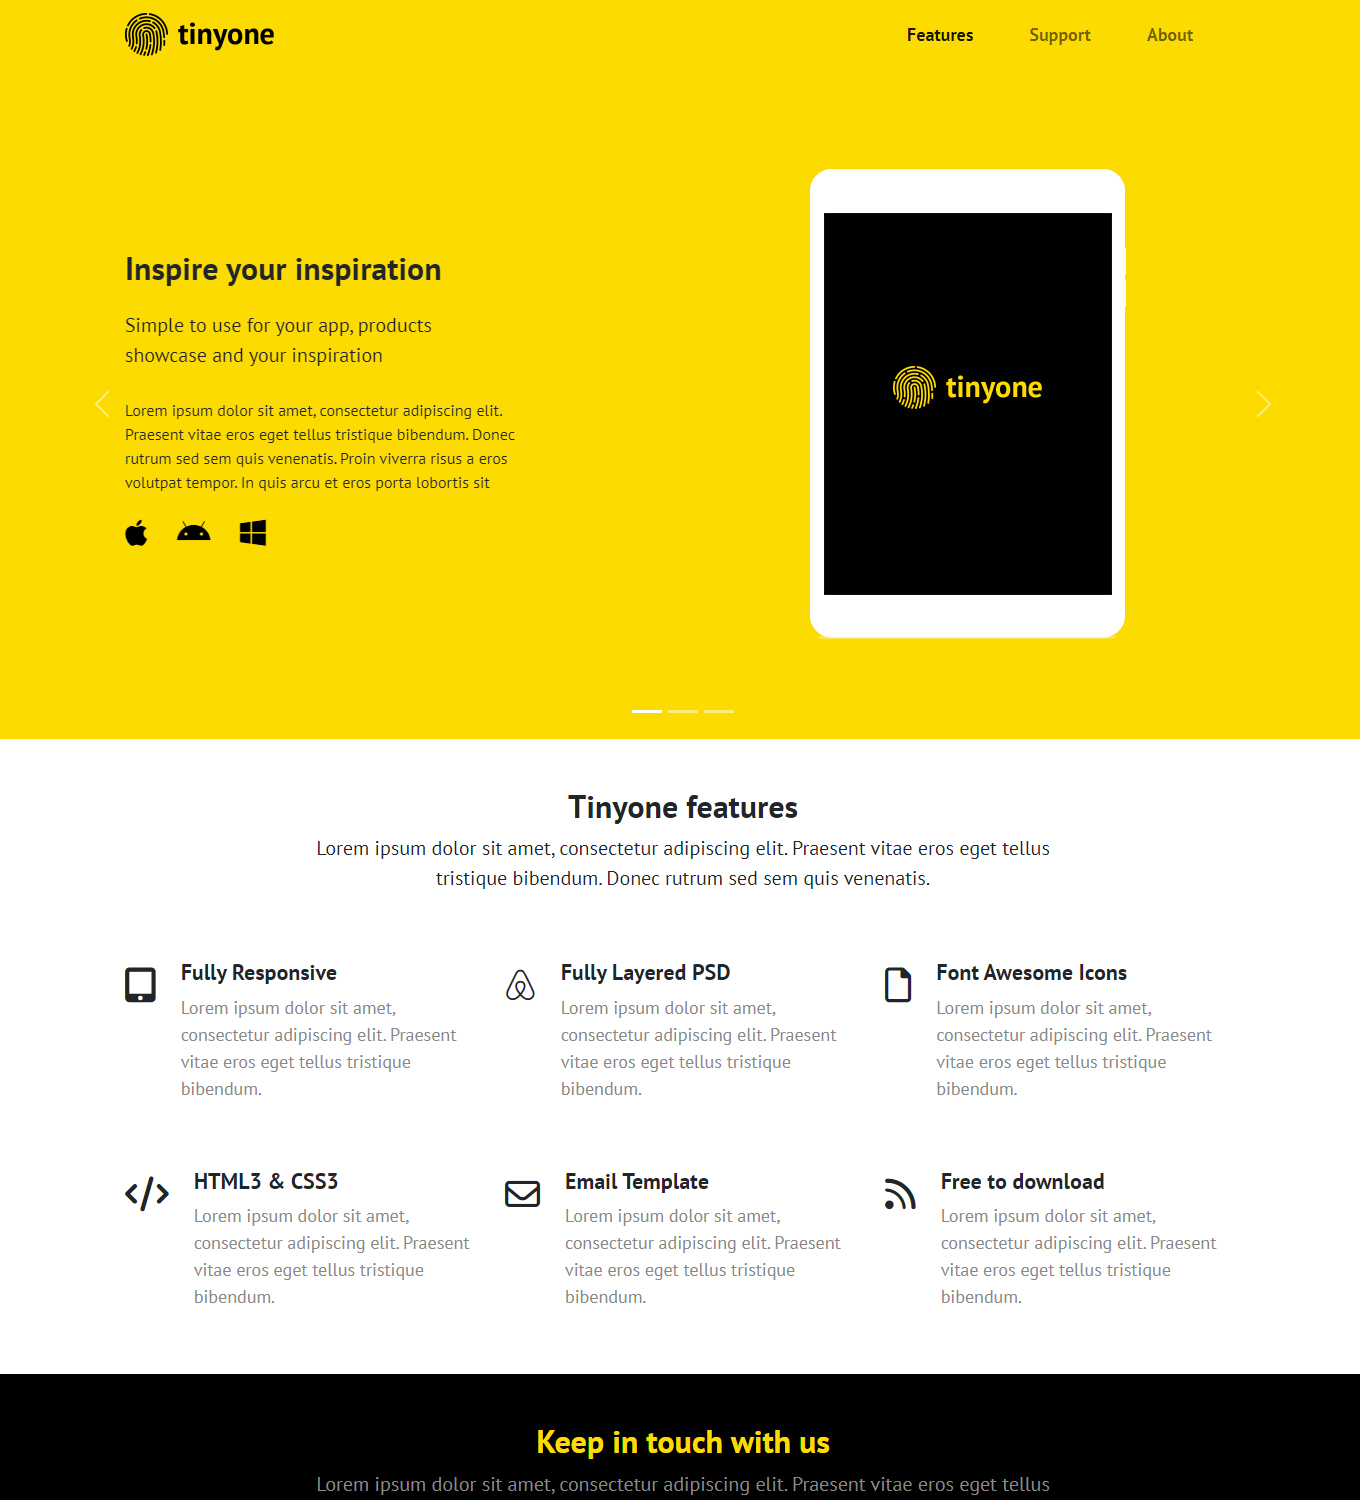 tinyone
Features
Support
About
Inspire your inspiration
Simple to use for your app, products
showcase and your inspiration
Lorem ipsum dolor sit amet, consectetur adipiscing elit.
Praesent vitae eros eget tellus tristique bibendum. Donec
rutrum sed sem quis venenatis. Proin viverra risus a eros
volutpat tempor. In quis arcu et eros porta lobortis sit
tinyone
Tinyone features
Lorem ipsum dolor sit amet, consectetur adipiscing elit. Praesent vitae eros eget tellus
tristique bibendum. Donec rutrum sed sem quis venenatis.
Fully Responsive
Lorem ipsum dolor sit amet,
consectetur adipiscing elit. Praesent
vitae eros eget tellus tristique
bibendum.
Fully Layered PSD
Lorem ipsum dolor sit amet,
consectetur adipiscing elit. Praesent
vitae eros eget tellus tristique
bibendum.
Font Awesome Icons
Lorem ipsum dolor sit amet,
consectetur adipiscing elit. Praesent
vitae eros eget tellus tristique
bibendum.
HTML3 & CSS3
Lorem ipsum dolor sit amet,
consectetur adipiscing elit. Praesent
vitae eros eget tellus tristique
bibendum.
Email Template
Lorem ipsum dolor sit amet,
consectetur adipiscing elit. Praesent
vitae eros eget tellus tristique
bibendum.
Free to download
Lorem ipsum dolor sit amet,
consectetur adipiscing elit. Praesent
vitae eros eget tellus tristique
bibendum.
Keep in touch with us
Lorem ipsum dolor sit amet, consectetur adipiscing elit. Praesent vitae eros eget tellus